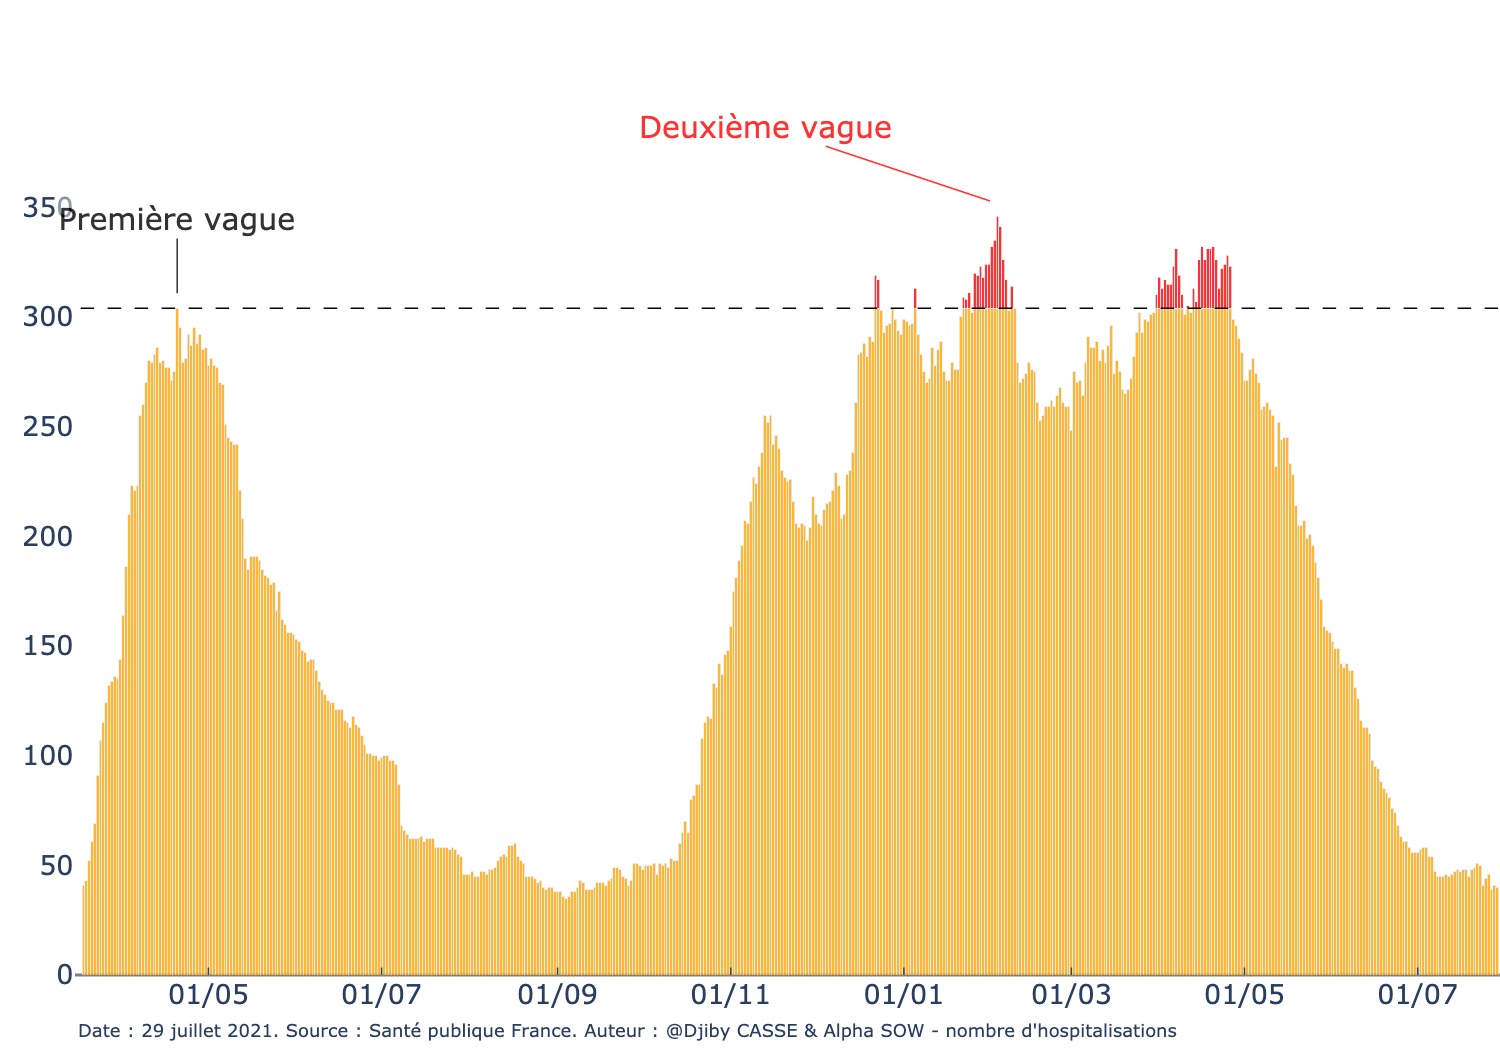 Deuxième vague
350
Première vague
300
250
200
150
100
50
0
01/05 01/07 01/09 01/11 01/01 01/03 01/05 01/07
Date : 29 juillet 2021. Source : Santé publique France. Auteur : @Djiby CASSE & Alpha SOW - nombre d'hospitalisations